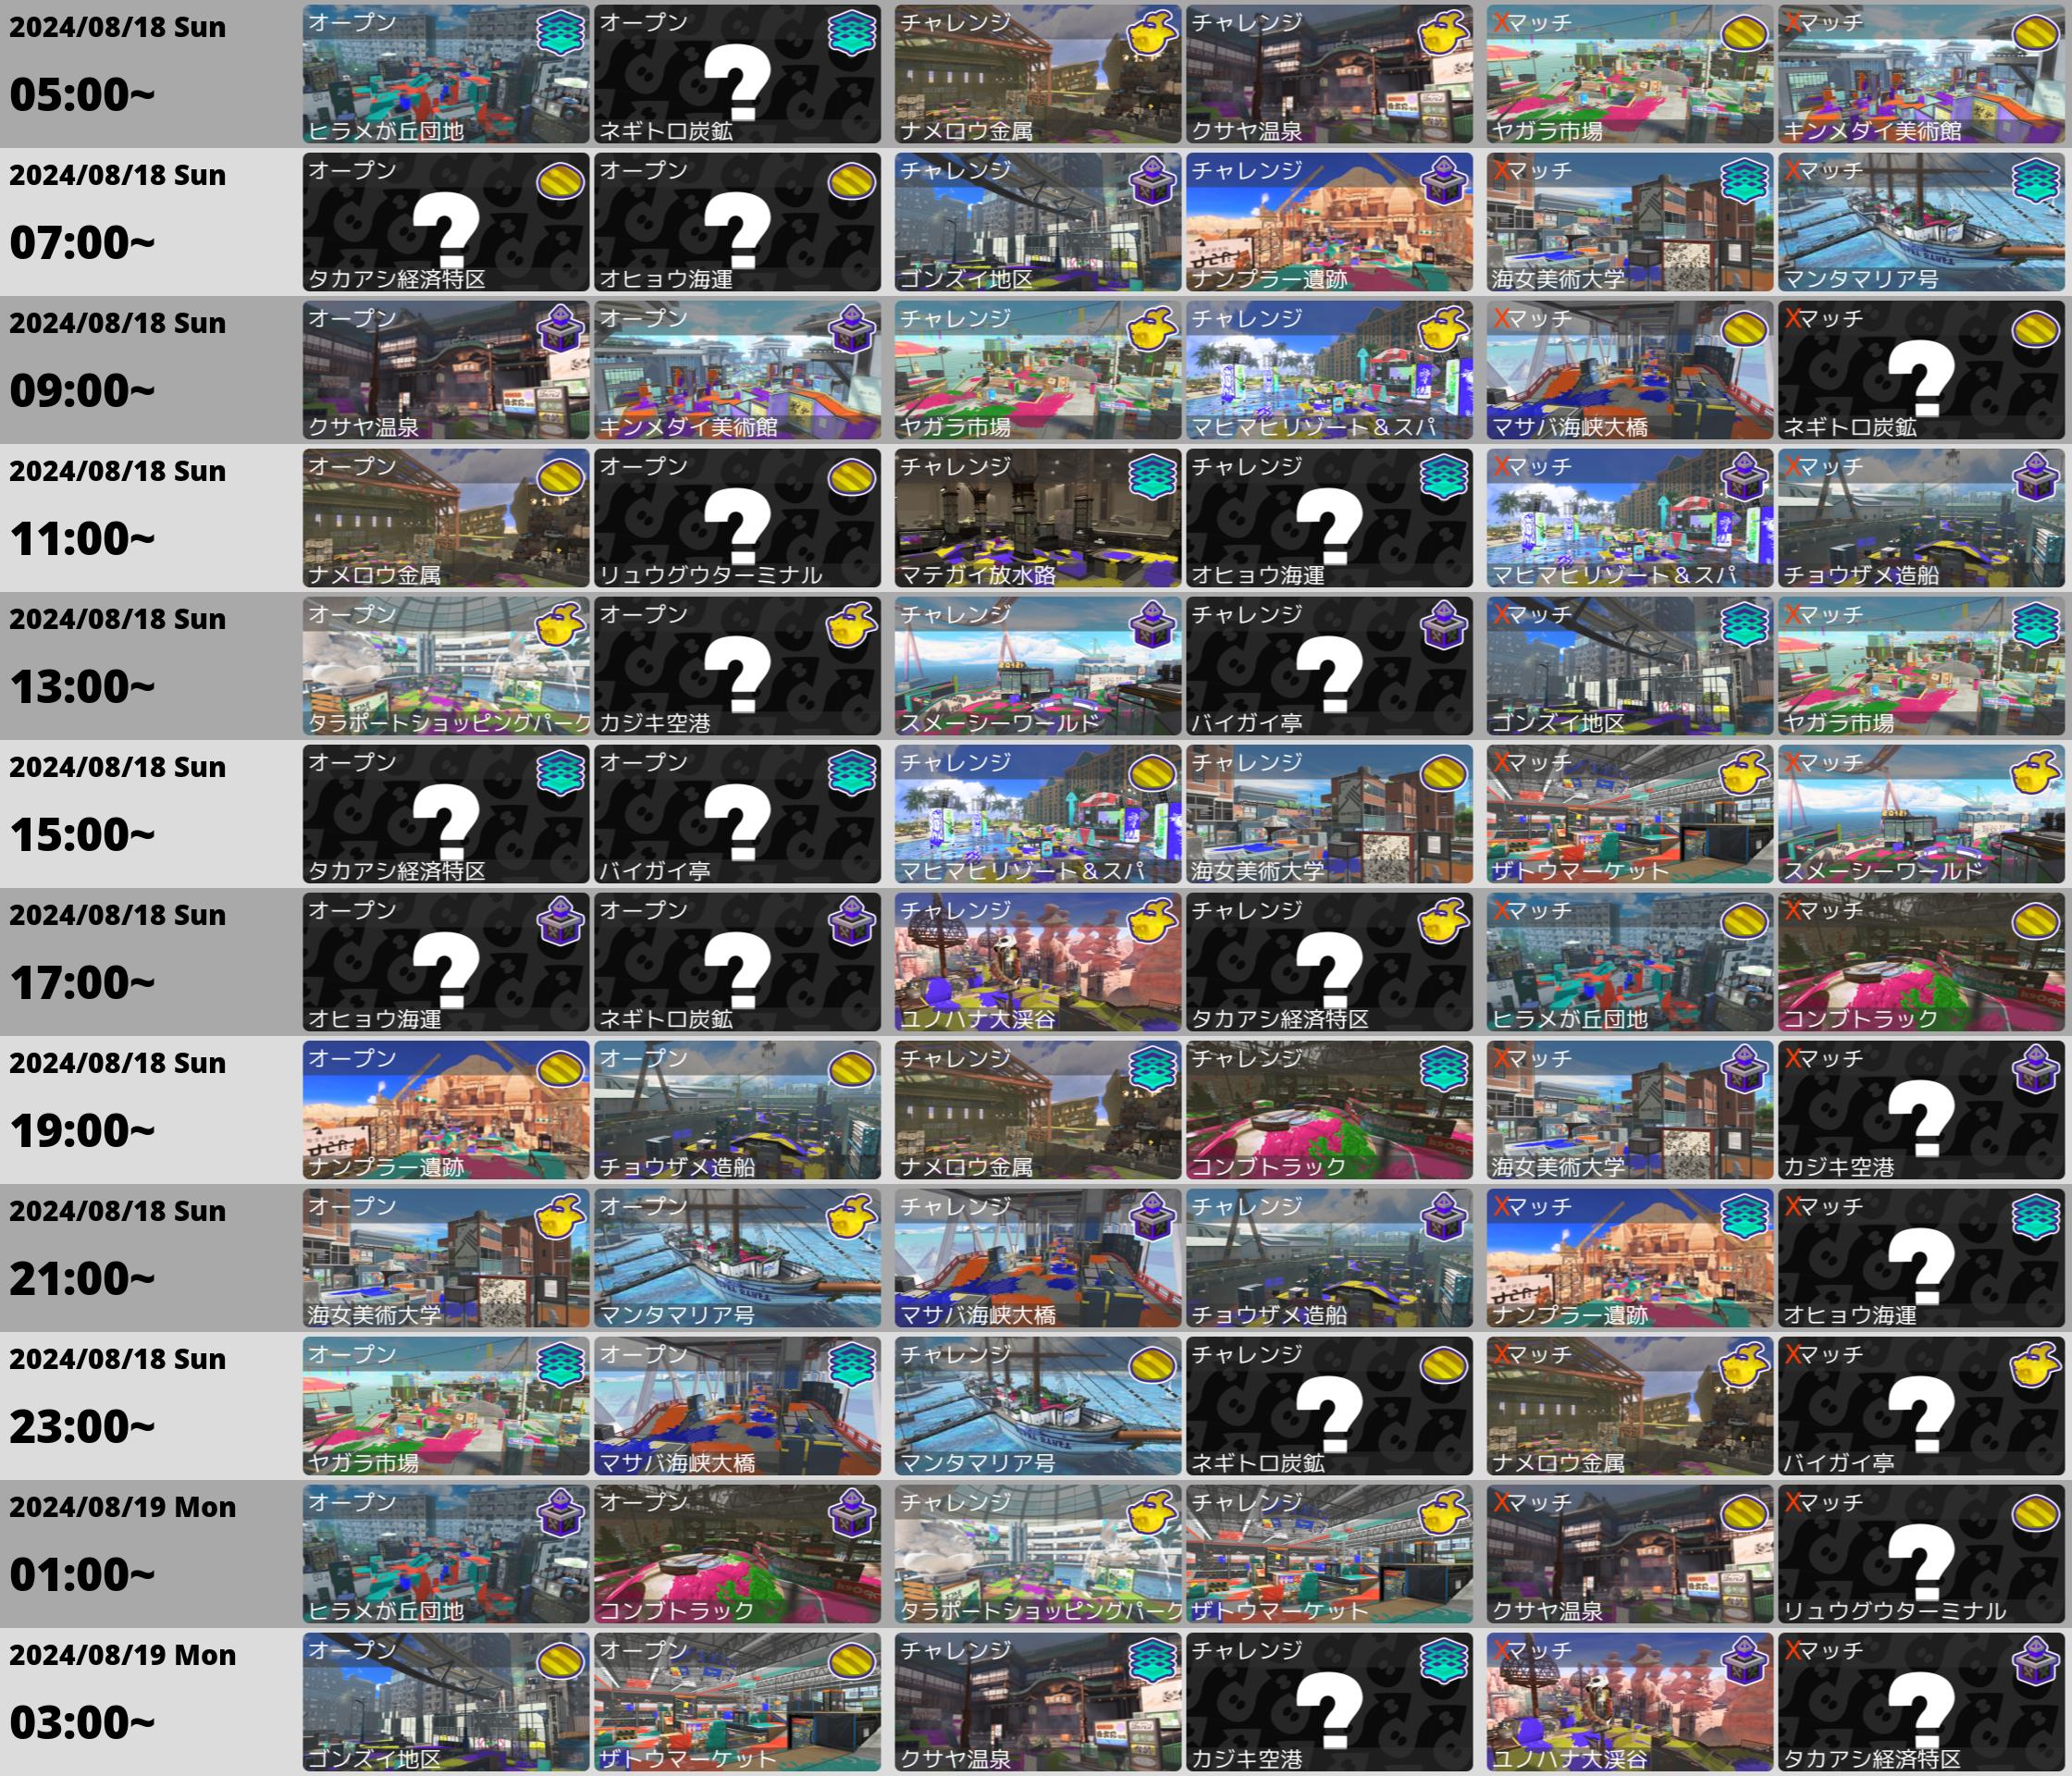 2024/08/18 Sun
05:00~
オープン
ヒラメが丘団地
オープン
ネギトロ炭鉱
チャレンジ
ナメロウ金属
チャレンジ
クサヤ温泉
Xマッチ
ヤガラ市場
Xマッチ
キンメダイ美術館
2024/08/18 Sun
07:00~
オープン
タカアシ経済特区
オープン
オヒョウ海運
チャレンジ
ゴンズイ地区
チャレンジ
ナンプラー遺跡
Xマッチ
海女美術大学
Xマッチ
マンタマリア号
2024/08/18 Sun
09:00~
オープン
クサヤ温泉
オープン
キンメダイ美術館
チャレンジ
ヤガラ市場
チャレンジ
マヒマヒリゾート＆スパ
Xマッチ
マサバ海峡大橋
Xマッチ
ネギトロ炭鉱
2024/08/18 Sun
11:00~
オープン
ナメロウ金属
オープン
リュウグウターミナル
チャレンジ
マテガイ放水路
チャレンジ
オヒョウ海運
Xマッチ
マヒマヒリゾート＆スパ
Xマッチ
チョウザメ造船
2024/08/18 Sun
13:00~
オープン
タラポートショッピングパーク
オープン
カジキ空港
チャレンジ
スメーシーワールド
チャレンジ
バイガイ亭
Xマッチ
ゴンズイ地区
Xマッチ
ヤガラ市場
2024/08/18 Sun
15:00~
オープン
タカアシ経済特区
オープン
バイガイ亭
チャレンジ
マヒマヒリゾート＆スパ
チャレンジ
海女美術大学
Xマッチ
ザトウマーケット
Xマッチ
スメーシーワールド
2024/08/18 Sun
17:00~
オープン
オヒョウ海運
オープン
ネギトロ炭鉱
チャレンジ
ユノハナ大渓谷
チャレンジ
タカアシ経済特区
Xマッチ
ヒラメが丘団地
Xマッチ
コンブトラック
2024/08/18 Sun
19:00~
オープン
ナンプラー遺跡
オープン
チョウザメ造船
チャレンジ
ナメロウ金属
チャレンジ
コンブトラック
Xマッチ
海女美術大学
Xマッチ
カジキ空港
2024/08/18 Sun
21:00~
オープン
海女美術大学
オープン
マンタマリア号
チャレンジ
マサバ海峡大橋
チャレンジ
チョウザメ造船
Xマッチ
ナンプラー遺跡
Xマッチ
オヒョウ海運
2024/08/18 Sun
23:00~
オープン
ヤガラ市場
オープン
マサバ海峡大橋
チャレンジ
マンタマリア号
チャレンジ
ネギトロ炭鉱
Xマッチ
ナメロウ金属
Xマッチ
バイガイ亭
2024/08/19 Mon
01:00~
オープン
ヒラメが丘団地
オープン
コンブトラック
チャレンジ
タラポートショッピングパーク
チャレンジ
ザトウマーケット
Xマッチ
クサヤ温泉
Xマッチ
リュウグウターミナル
2024/08/19 Mon
03:00~
オープン
ゴンズイ地区
オープン
ザトウマーケット
チャレンジ
クサヤ温泉
チャレンジ
カジキ空港
Xマッチ
ユノハナ大渓谷
Xマッチ
タカアシ経済特区